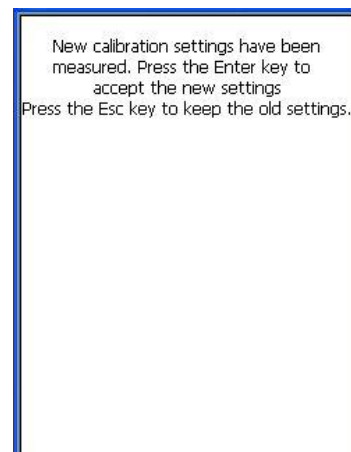 New calibration settings have been
measured. Press the Enter key to
accept the new settings
Press the Esc key to keep the old settings.